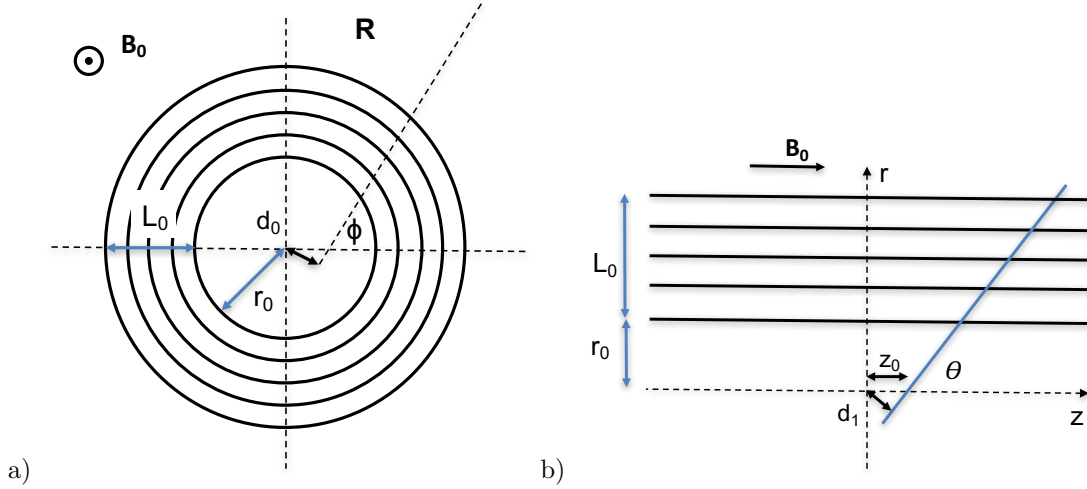 R
B₀
d₀
ϕ
L₀
r₀
a)
B₀
r
L₀
r₀
z₀
θ
d₁
z
b)